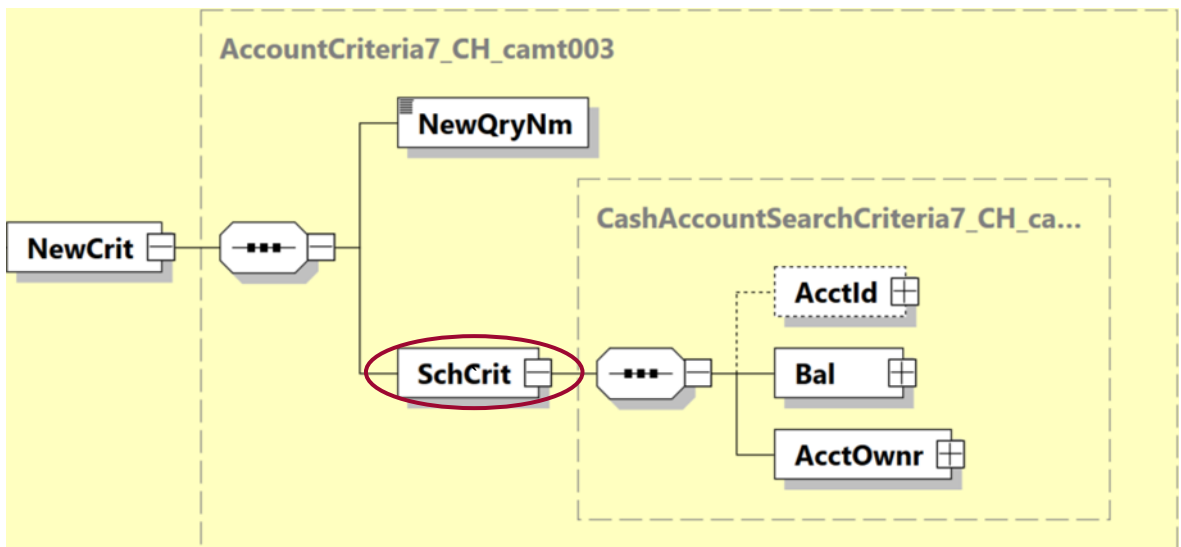 AccountCriteria7_CH_camt003
NewQryNm
CashAccountSearchCriteria7_CH_ca...
NewCrit
AcctId
SchCrit
Bal
AcctOwnr